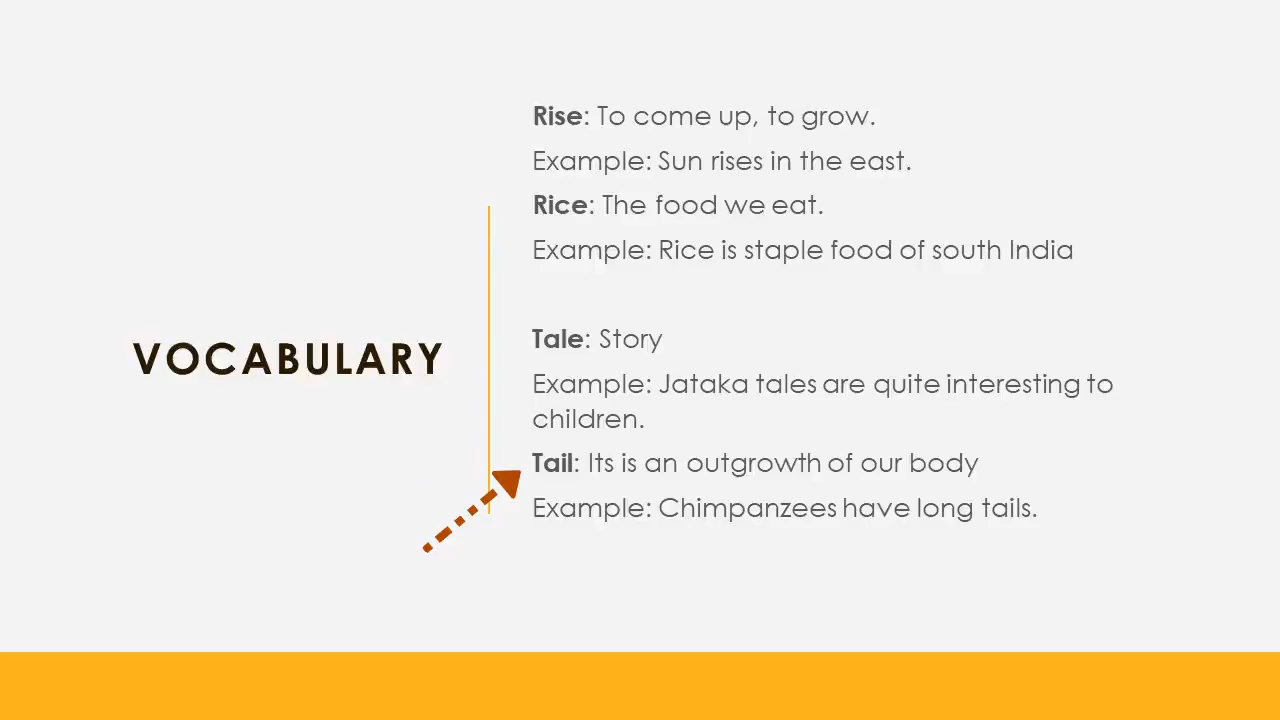 VOCABULARY
Rise: To come up, to grow.
Example: Sun rises in the east.
Rice: The food we eat.
Example: Rice is staple food of south India
Tale: Story
Example: Jataka tales are quite interesting to
children.
Tail: Its is an outgrowth of our body
Example: Chimpanzees have long tails.